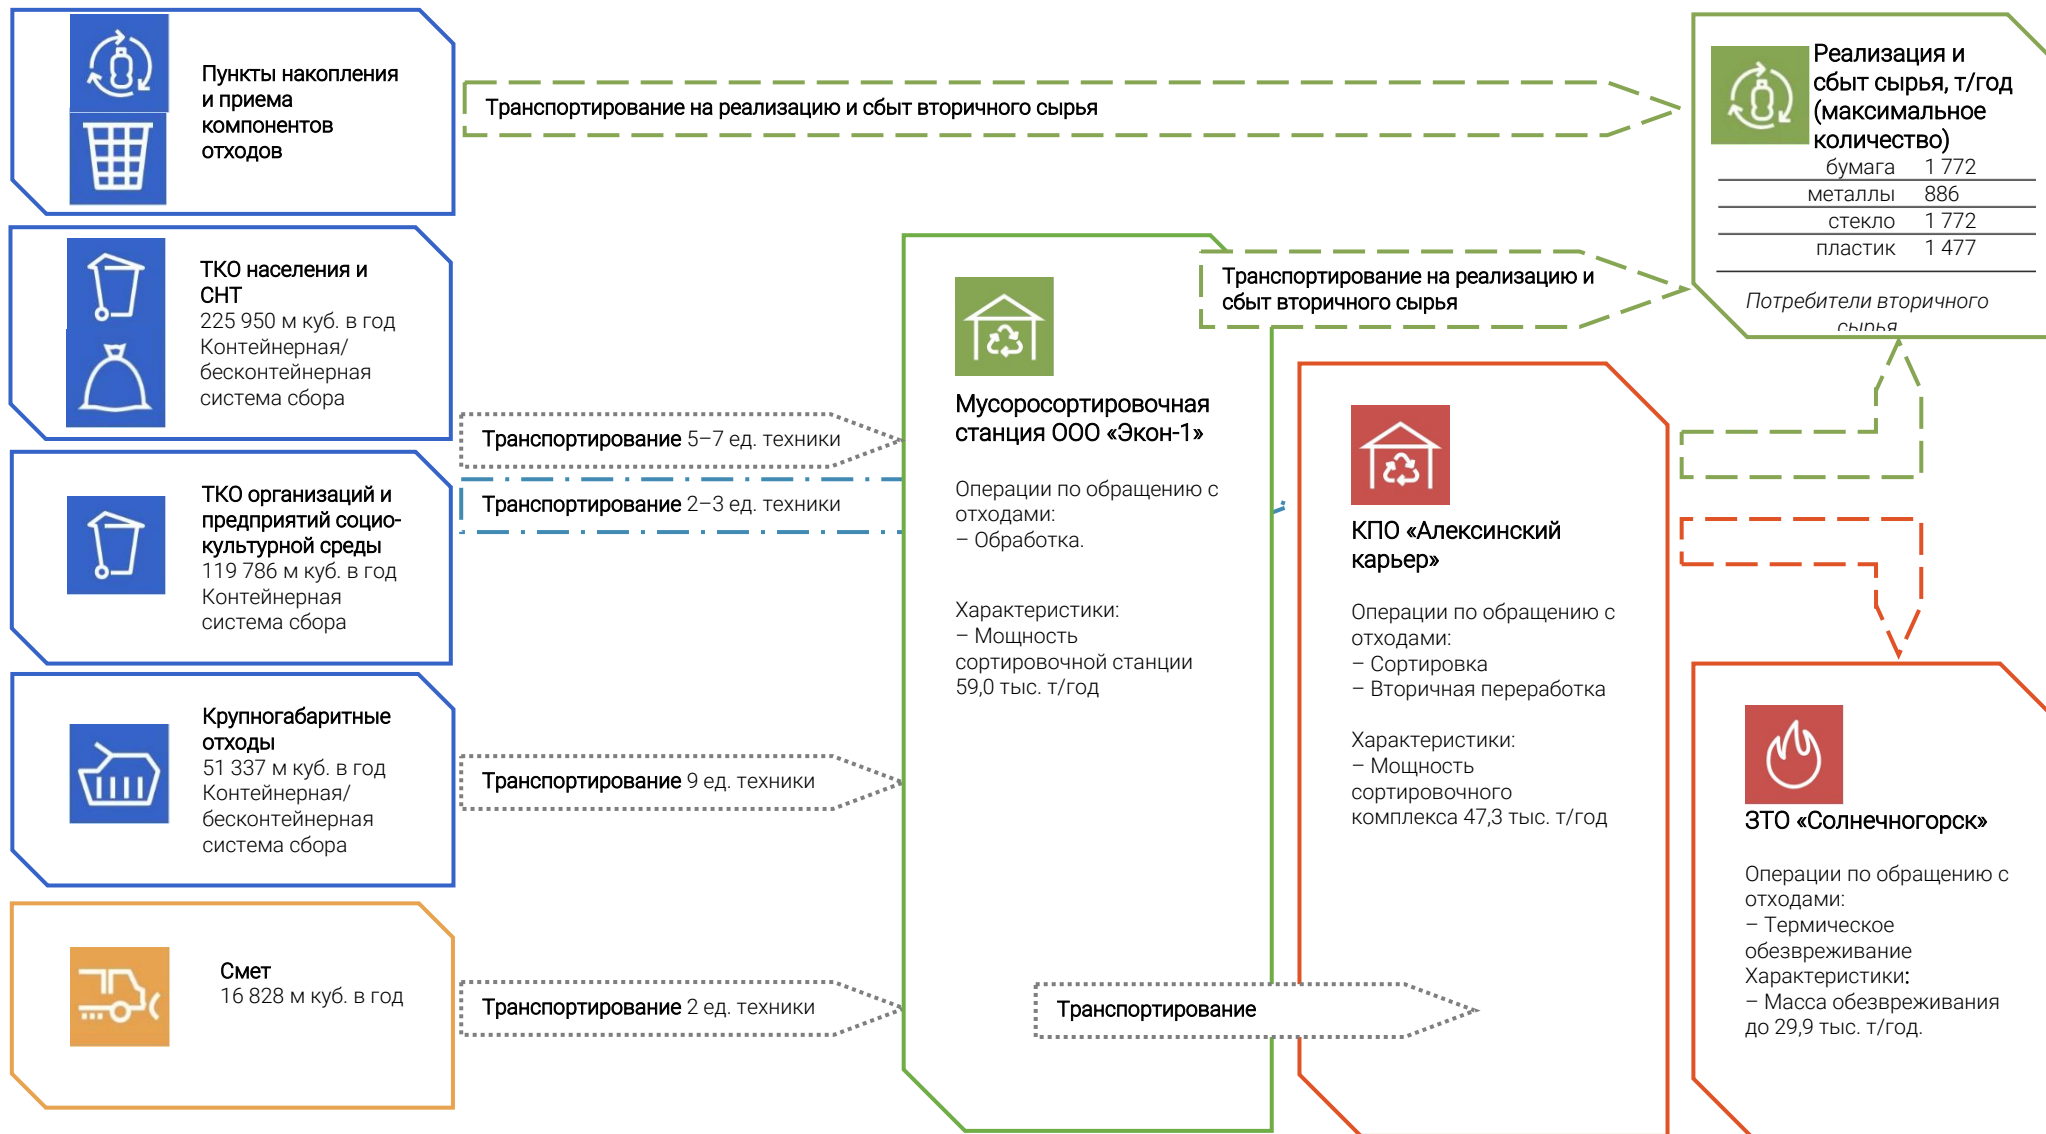 Пункты накопления
и приема
компонентов
отходов
Транспортирование на реализацию и сбыт вторичного сырья
Реализация и
сбыт сырья, т/год
(максимальное
количество)
бумага 1 772
металлы 886
стекло 1 772
пластик 1 477
Потребители вторичного
сырья
ТКО населения и
СНТ
225 950 м куб. в год
Контейнерная/
бесконтейнерная
система сбора
Транспортирование 5–7 ед. техники
ТКО организаций и
предприятий социо-
культурной среды
119 786 м куб. в год
Контейнерная
система сбора
Транспортирование 2–3 ед. техники
Крупногабаритные
отходы
51 337 м куб. в год
Контейнерная/
бесконтейнерная
система сбора
Транспортирование 9 ед. техники
Смет
16 828 м куб. в год
Транспортирование 2 ед. техники
Мусоросортировочная
станция ООО «Экон-1»
Операции по обращению с
отходами:
– Обработка.
Характеристики:
– Мощность
сортировочной станции
59,0 тыс. т/год
Транспортирование на реализацию и
сбыт вторичного сырья
Транспортирование
КПО «Алексинский
карьер»
Операции по обращению с
отходами:
– Сортировка
– Вторичная переработка
Характеристики:
– Мощность
сортировочного
комплекса 47,3 тыс. т/год
ЗТО «Солнечногорск»
Операции по обращению с
отходами:
– Термическое
обезвреживание
Характеристики:
– Масса обезвреживания
до 29,9 тыс. т/год.